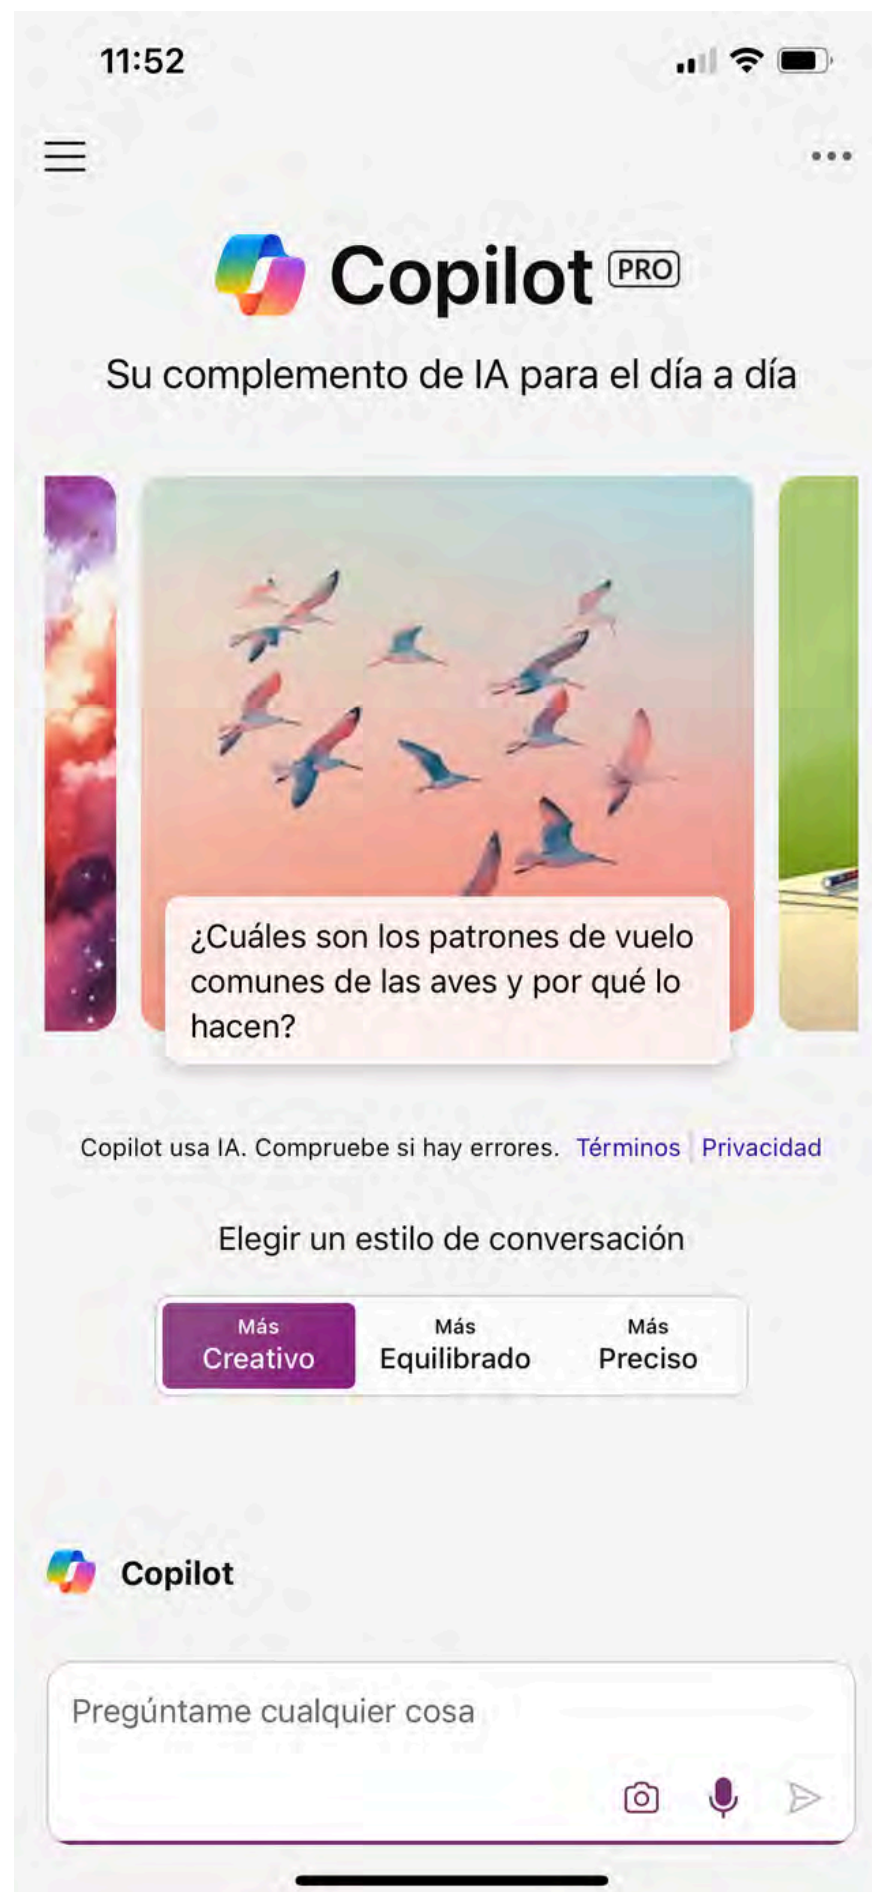 11:52
Copilot PRO
Su complemento de IA para el día a día
¿Cuáles son los patrones de vuelo
comunes de las aves y por qué lo
hacen?
Copilot usa IA. Compruebe si hay errores. Términos Privacidad
Elegir un estilo de conversación
Más Más Más
Creativo Equilibrado Preciso
Copilot
Pregúntame cualquier cosa